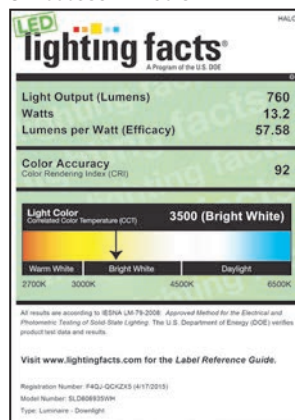 LED
HALO
lighting facts®
A Program of the U.S. DOE
Light Output (Lumens) 760
Watts 13.2
Lumens per Watt (Efficacy) 57.58
Color Accuracy 92
Color Rendering Index (CRI)
Light Color 3500 (Bright White)
Correlated Color Temperature (CCT)
Warm White Bright White Daylight
2700K 3000K 4500K 6500K
All results are according to IESNA LM-79-2008: Approved Method for the Electrical and
Photometric Testing of Solid-State Lighting. The U.S. Department of Energy (DOE) verifies
product test data and results.
Visit www.lightingfacts.com for the Label Reference Guide.
Registration Number: F4QJ-QCKZX5 (4/17/2015)
Model Number: SLD606935WH
Type: Luminaire - Downlight